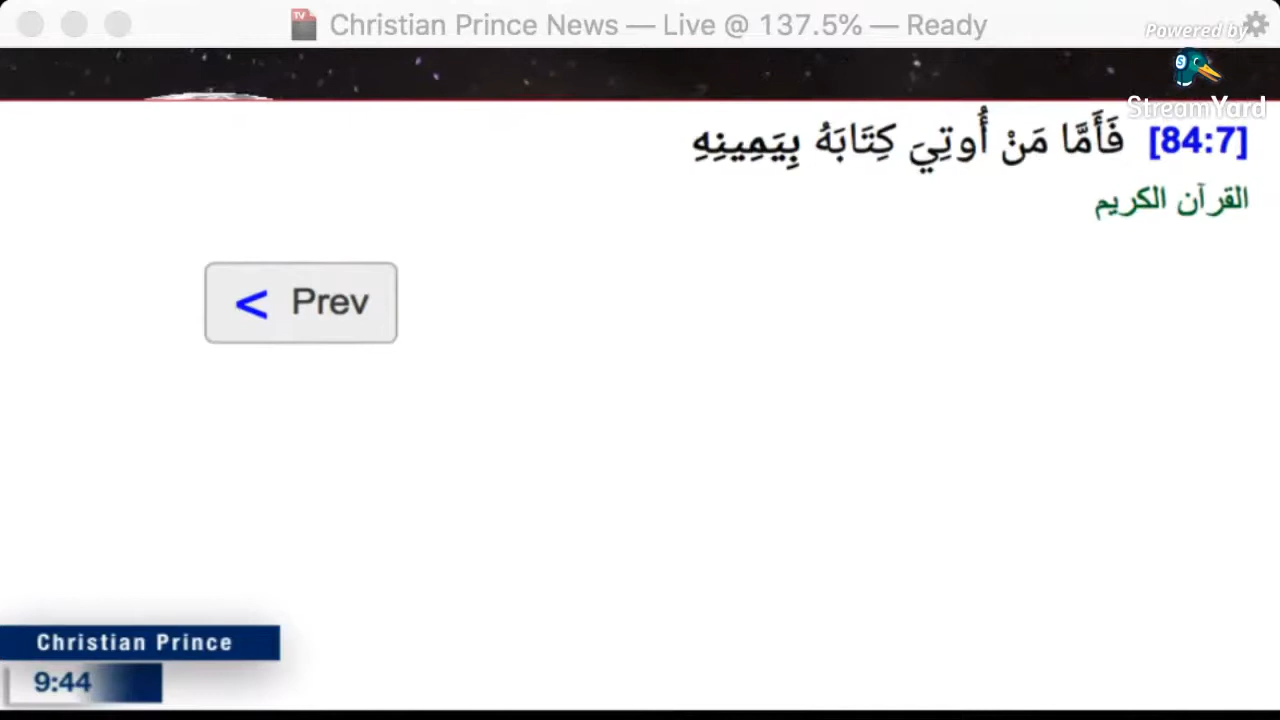 Christian Prince News — Live @ 137.5% — Ready
Powered by
StreamYard
[84:7] فَأَمَّا مَنْ أُوتِيَ كِتَابَهُ بِيَمِينِهِ
القرآن الكريم
< Prev
Christian Prince
9:44